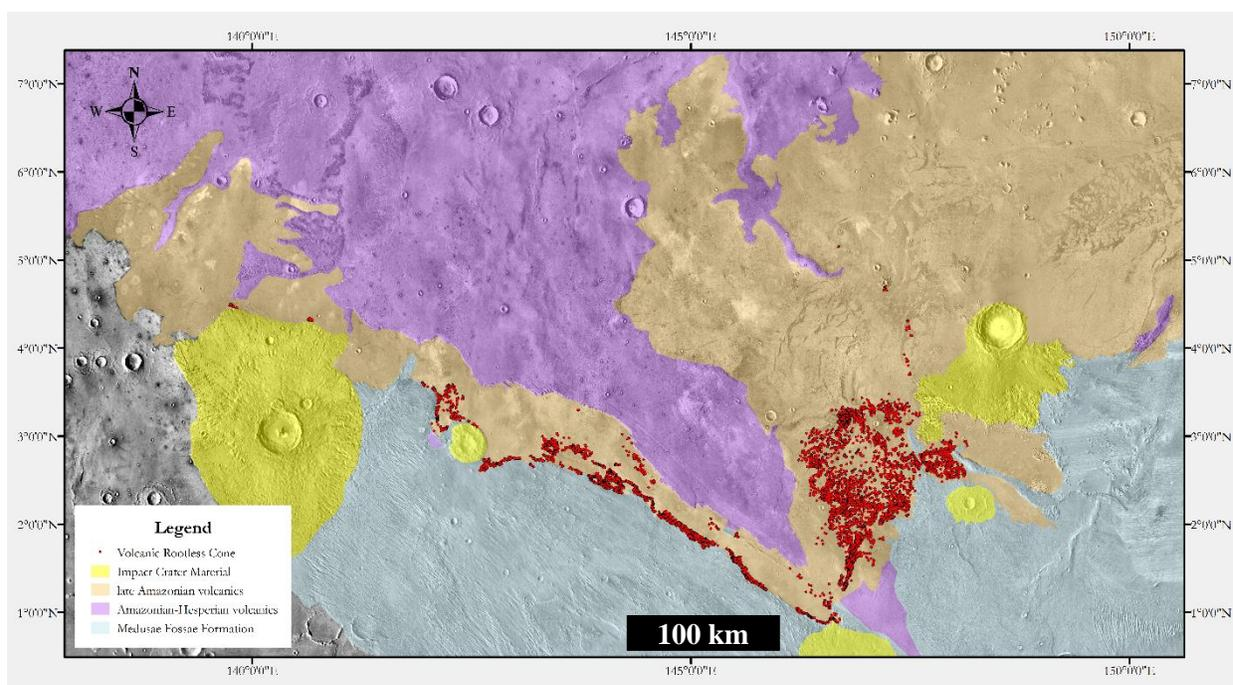 140°0'0"E 145°0'0"E 150°0'0"E
N
W E
S
7°0'0"N 7°0'0"N
6°0'0"N 6°0'0"N
5°0'0"N 5°0'0"N
4°0'0"N 4°0'0"N
3°0'0"N 3°0'0"N
2°0'0"N 2°0'0"N
1°0'0"N 1°0'0"N
Legend
Volcanic Rootless Cone
Impact Crater Material
late Amazonian volcanics
Amazonian-Hesperian volcanics
Medusae Fossae Formation
100 km
140°0'0"E 145°0'0"E 150°0'0"E